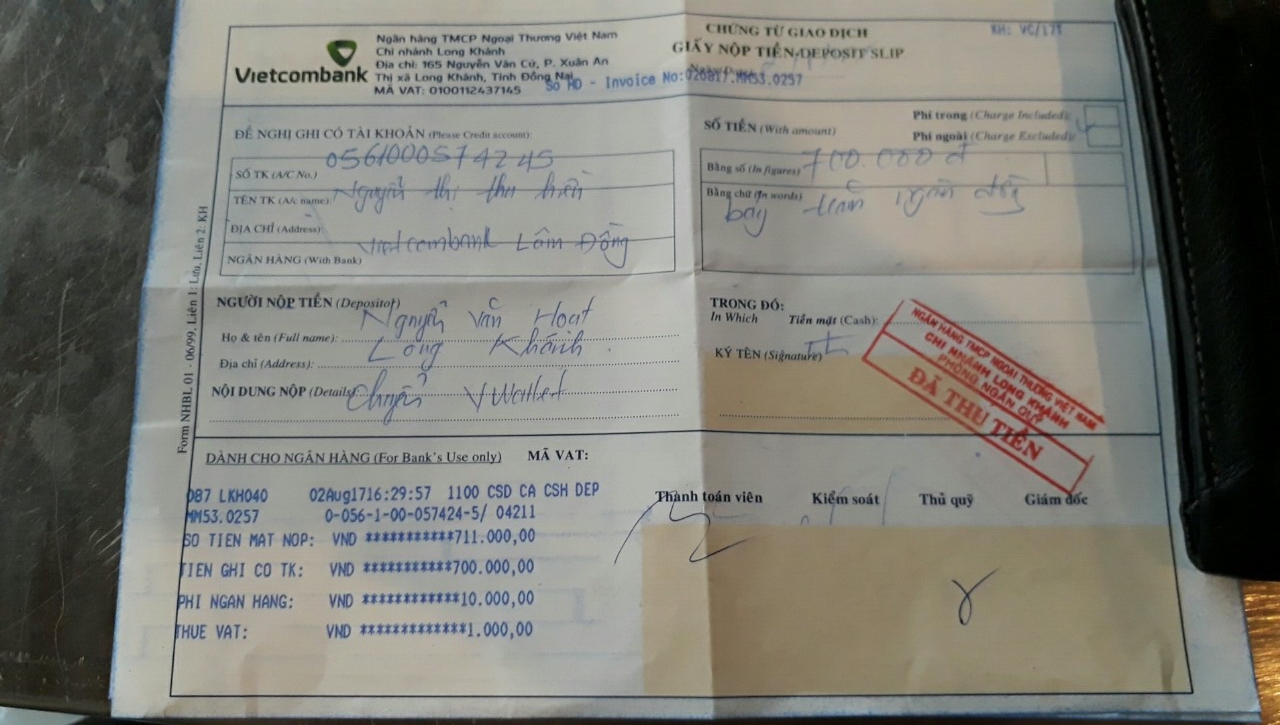 Vietcombank
Ngân hàng TMCP Ngoại Thương Việt Nam
Chi nhánh Long Khánh
Địa chỉ: 165 Nguyễn Văn Cừ, P. Xuân An
Thị xã Long Khánh, Tỉnh Đồng Nai
MÃ VAT: 0100112437145
CHỨNG TỪ GIAO DỊCH
GIẤY NỘP TIỀN/DEPOSIT SLIP
KH: VC/17T
So HD - Invoice No:020817.MM53.0257
ĐỀ NGHỊ GHI CÓ TÀI KHOẢN (Please Credit account):
SỐ TK (A/C No.) 0561000574245
TÊN TK (A/c name): Nguyễn thị thu hiền
ĐỊA CHỈ (Address):
NGÂN HÀNG (With Bank) Vietcombank Lâm Đồng
SỐ TIỀN (With amount)
Phí trong (Charge Included)
Phí ngoài (Charge Excluded)
Bằng số (In figures) 700.000 đ
Bằng chữ (In words) bảy trăm ngàn đồng
NGƯỜI NỘP TIỀN (Depositor)
Họ & tên (Full name): Nguyễn Văn Hoạt
Địa chỉ (Address): Long Khánh
NỘI DUNG NỘP (Details) Chuyển VWallet
TRONG ĐÓ:
In Which Tiền mặt (Cash):
KÝ TÊN (Signature)
NGÂN HÀNG TMCP NGOẠI THƯƠNG VIỆT NAM
CHI NHÁNH LONG KHÁNH
PHÒNG NGÂN QUỸ
ĐÃ THU TIỀN
Form NHBL 01 - 06/99, Liên 1: Lưu, Liên 2: KH
DÀNH CHO NGÂN HÀNG (For Bank's Use only) MÃ VAT:
087 LKH040 02Aug1716:29:57 1100 CSD CA CSH DEP
MM53.0257 0-056-1-00-057424-5/ 04211
SO TIEN MAT NOP: VND ***********711.000,00
TIEN GHI CO TK: VND ***********700.000,00
PHI NGAN HANG: VND ************10.000,00
THUE VAT: VND *************1.000,00
Thanh toán viên Kiểm soát Thủ quỹ Giám đốc